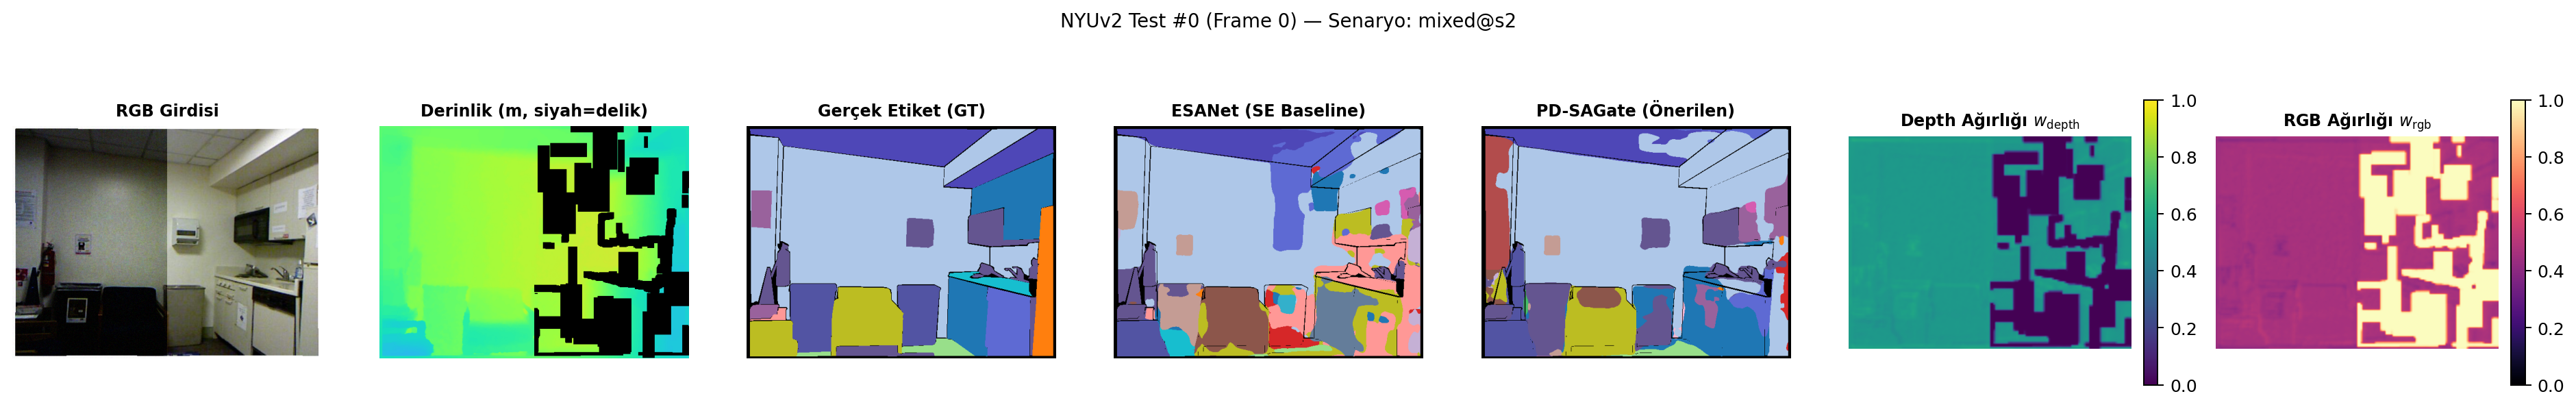 NYUv2 Test #0 (Frame 0) — Senaryo: mixed@s2
RGB Girdisi
Derinlik (m, siyah=delik)
Gerçek Etiket (GT)
ESANet (SE Baseline)
PD-SAGate (Önerilen)
Depth Ağırlığı w_depth
1.0
0.8
0.6
0.4
0.2
0.0
RGB Ağırlığı w_rgb
1.0
0.8
0.6
0.4
0.2
0.0